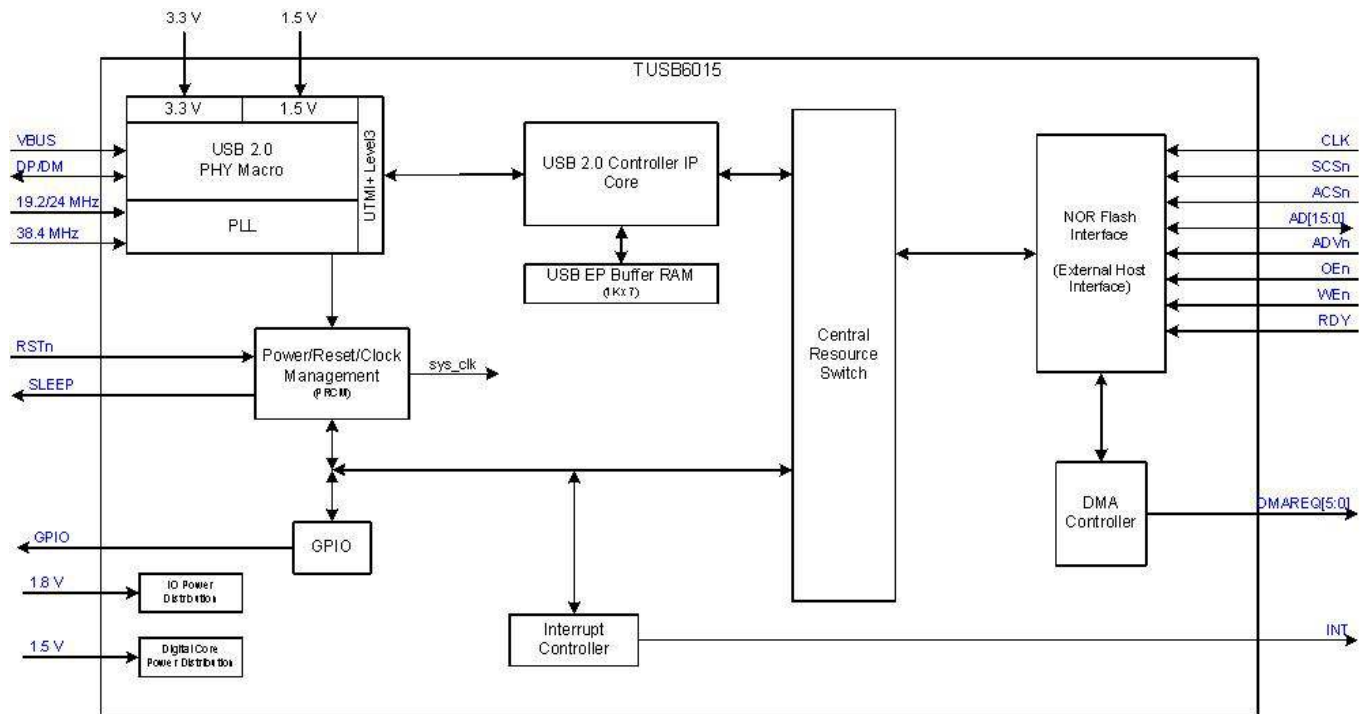 3.3 V
1.5 V
TUSB6015
3.3 V
1.5 V
USB 2.0
PHY Macro
UTMI+ Level3
PLL
VBUS
DP/DM
19.2/24 MHz
38.4 MHz
USB 2.0 Controller IP
Core
USB EP Buffer RAM
(1K x 7)
Central
Resource
Switch
NOR Flash
Interface
(External Host
Interface)
CLK
SCSn
ACSn
AD[15:0]
ADVn
OEn
WEn
RDY
RSTn
SLEEP
Power/Reset/Clock
Management
(PRCM)
sys_clk
DMA
Controller
DMAREQ[5:0]
GPIO
GPIO
1.8 V
IO Power
Distribution
1.5 V
Digital Core
Power Distribution
Interrupt
Controller
INT